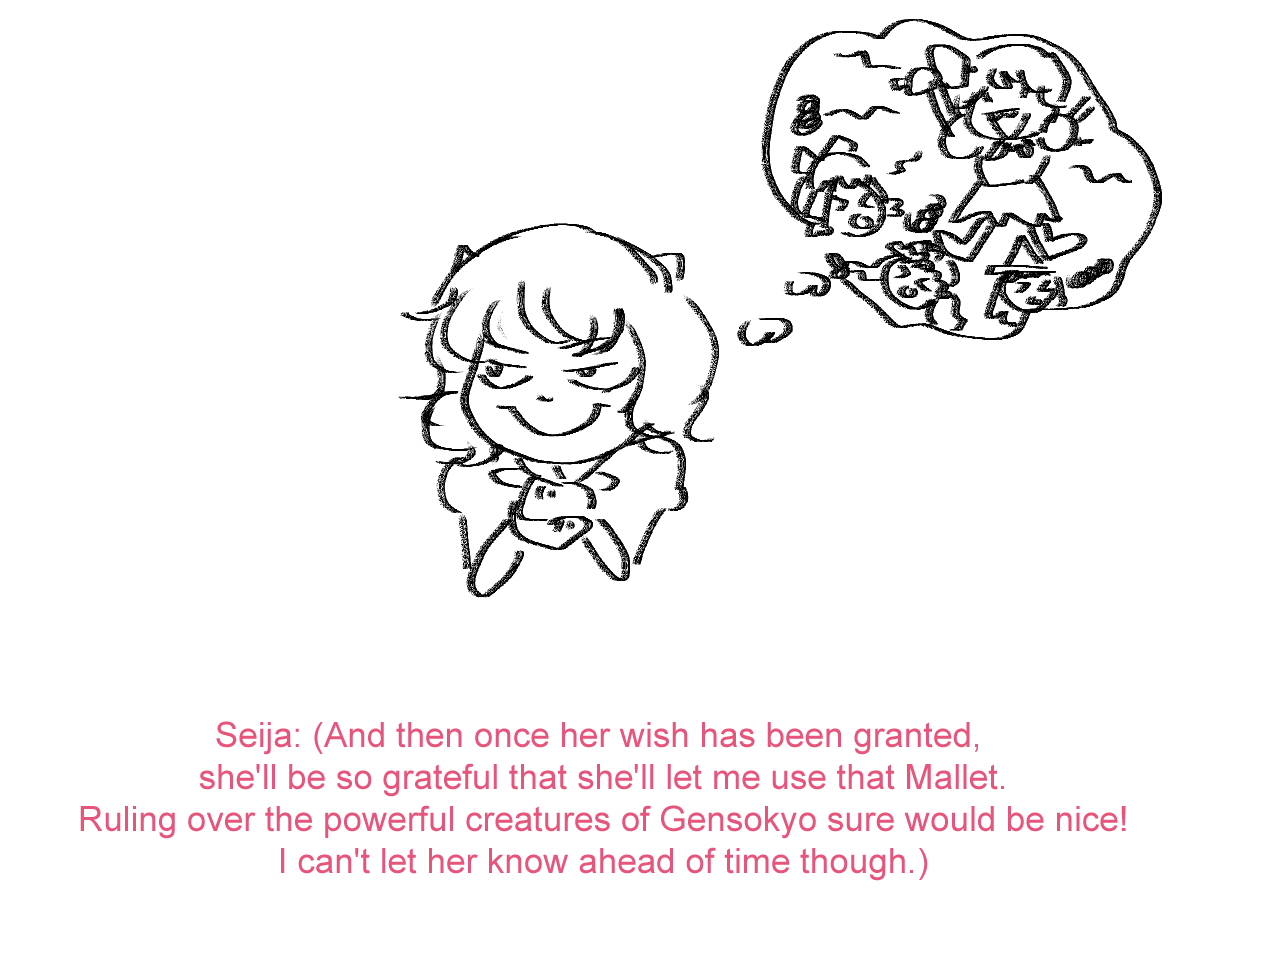 Seija: (And then once her wish has been granted,
she'll be so grateful that she'll let me use that Mallet.
Ruling over the powerful creatures of Gensokyo sure would be nice!
I can't let her know ahead of time though.)